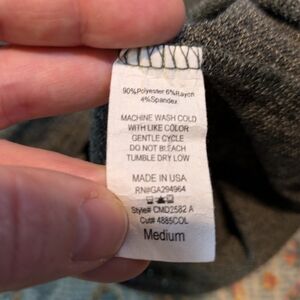 90%Polyester 6%Rayon
4%Spandex
MACHINE WASH COLD
WITH LIKE COLOR
GENTLE CYCLE
DO NOT BLEACH
TUMBLE DRY LOW
MADE IN USA
RN#GA294964
Style# CMD2582 A
Cut# 4885COL
Medium